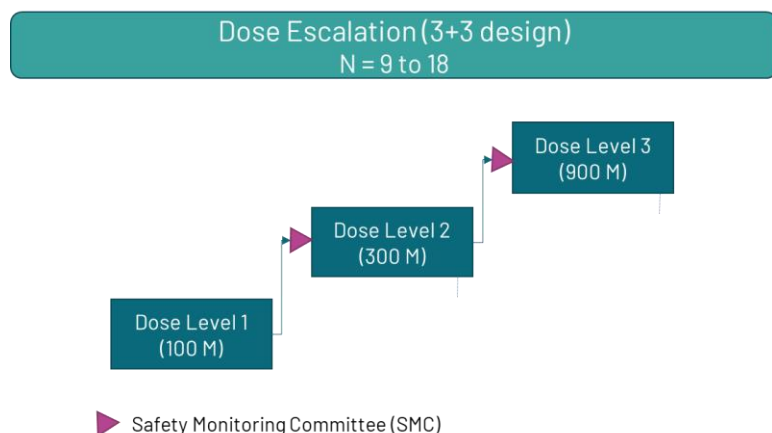 Dose Escalation (3+3 design)
N = 9 to 18
Dose Level 3
(900 M)
Dose Level 2
(300 M)
Dose Level 1
(100 M)
Safety Monitoring Committee (SMC)